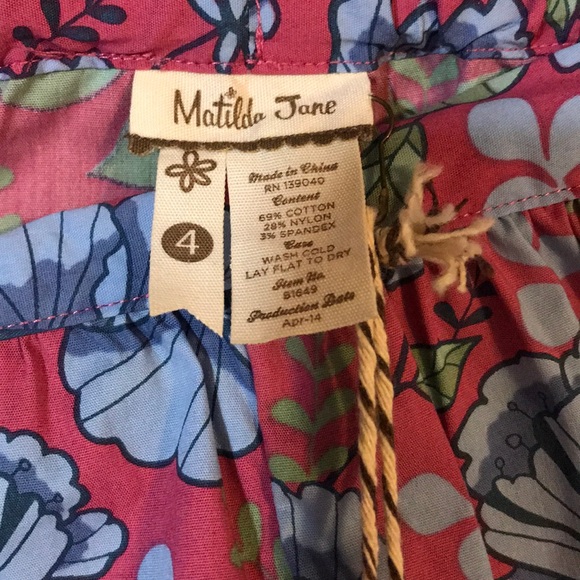 Matilda Jane
4
Made in China
RN 139040
Content
69% COTTON
28% NYLON
3% SPANDEX
Care
WASH COLD
LAY FLAT TO DRY
Item No.
81649
Production Date
Apr-14